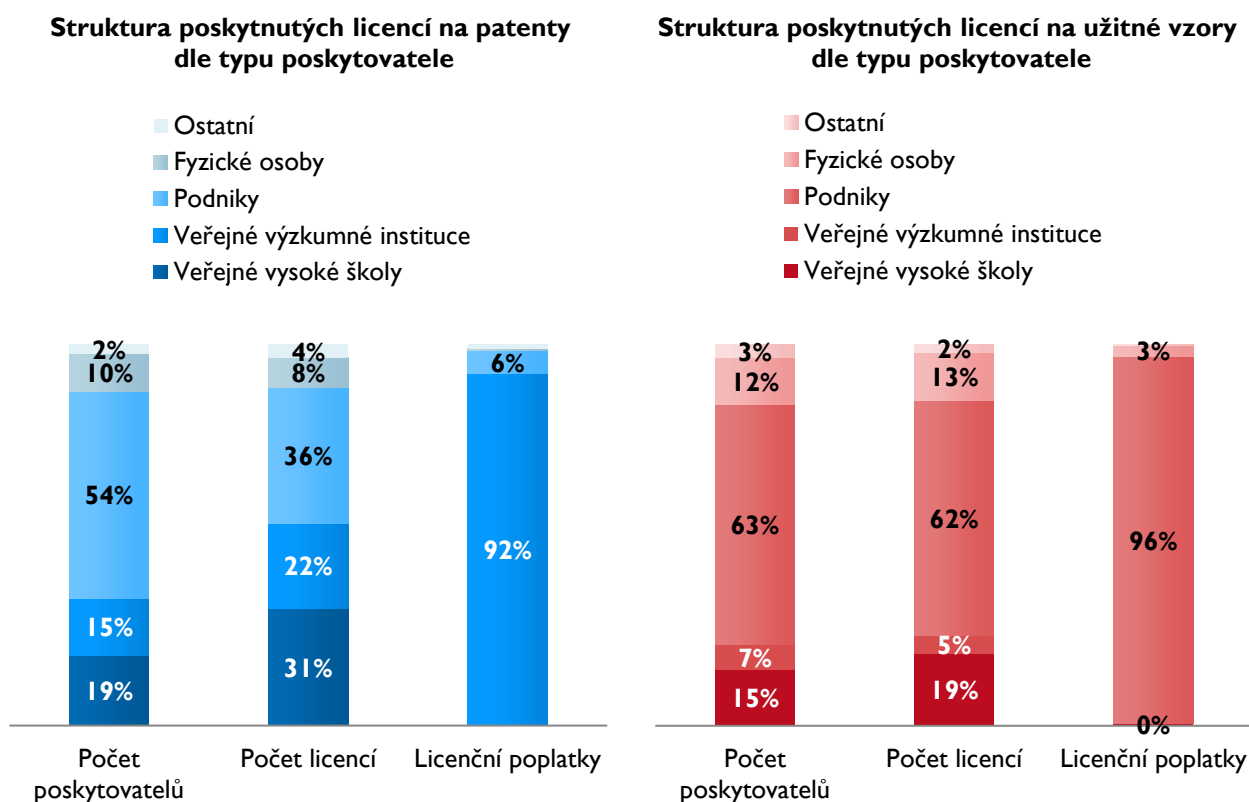 Struktura poskytnutých licencí na patenty
dle typu poskytovatele
Ostatní
Fyzické osoby
Podniky
Veřejné výzkumné instituce
Veřejné vysoké školy
2%
4%
10%
8%
6%
54%
36%
92%
15%
22%
19%
31%
Počet
poskytovatelů
Počet licencí
Licenční poplatky
Struktura poskytnutých licencí na užitné vzory
dle typu poskytovatele
Ostatní
Fyzické osoby
Podniky
Veřejné výzkumné instituce
Veřejné vysoké školy
3%
2%
3%
12%
13%
63%
62%
96%
7%
5%
15%
19%
0%
Počet
poskytovatelů
Počet licencí
Licenční poplatky